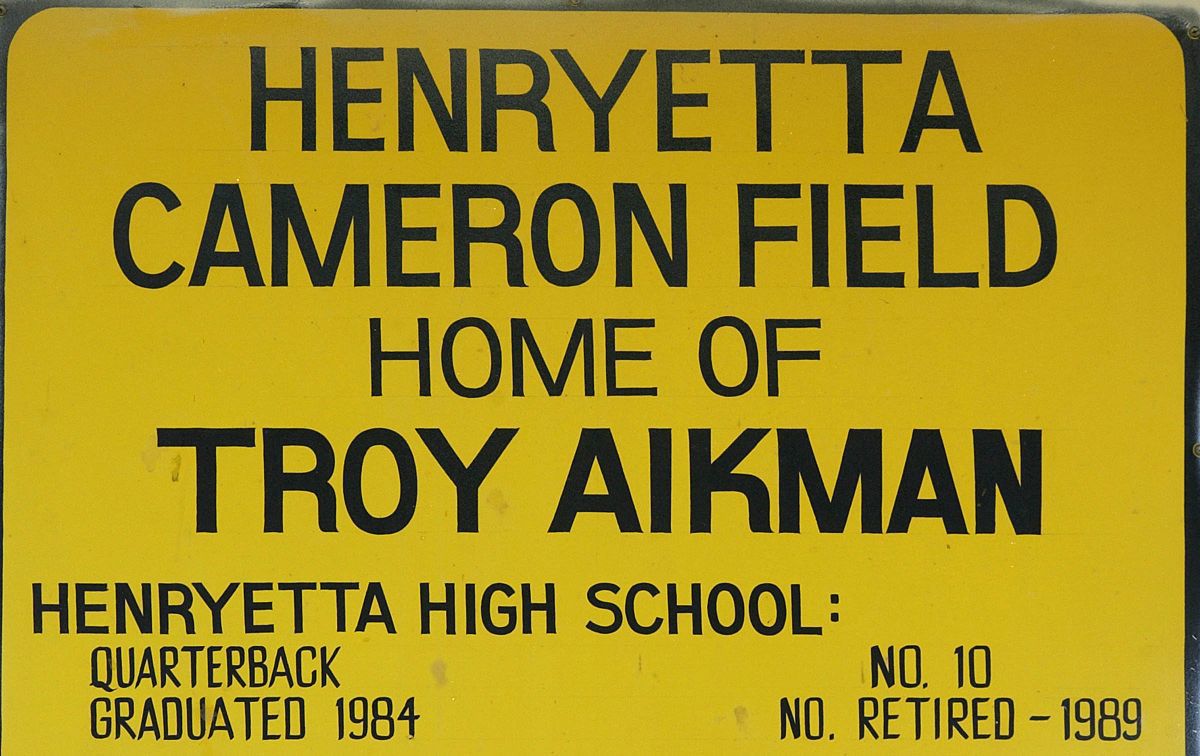 HENRYETTA
CAMERON FIELD
HOME OF
TROY AIKMAN
HENRYETTA HIGH SCHOOL:
QUARTERBACK NO. 10
GRADUATED 1984 NO. RETIRED - 1989